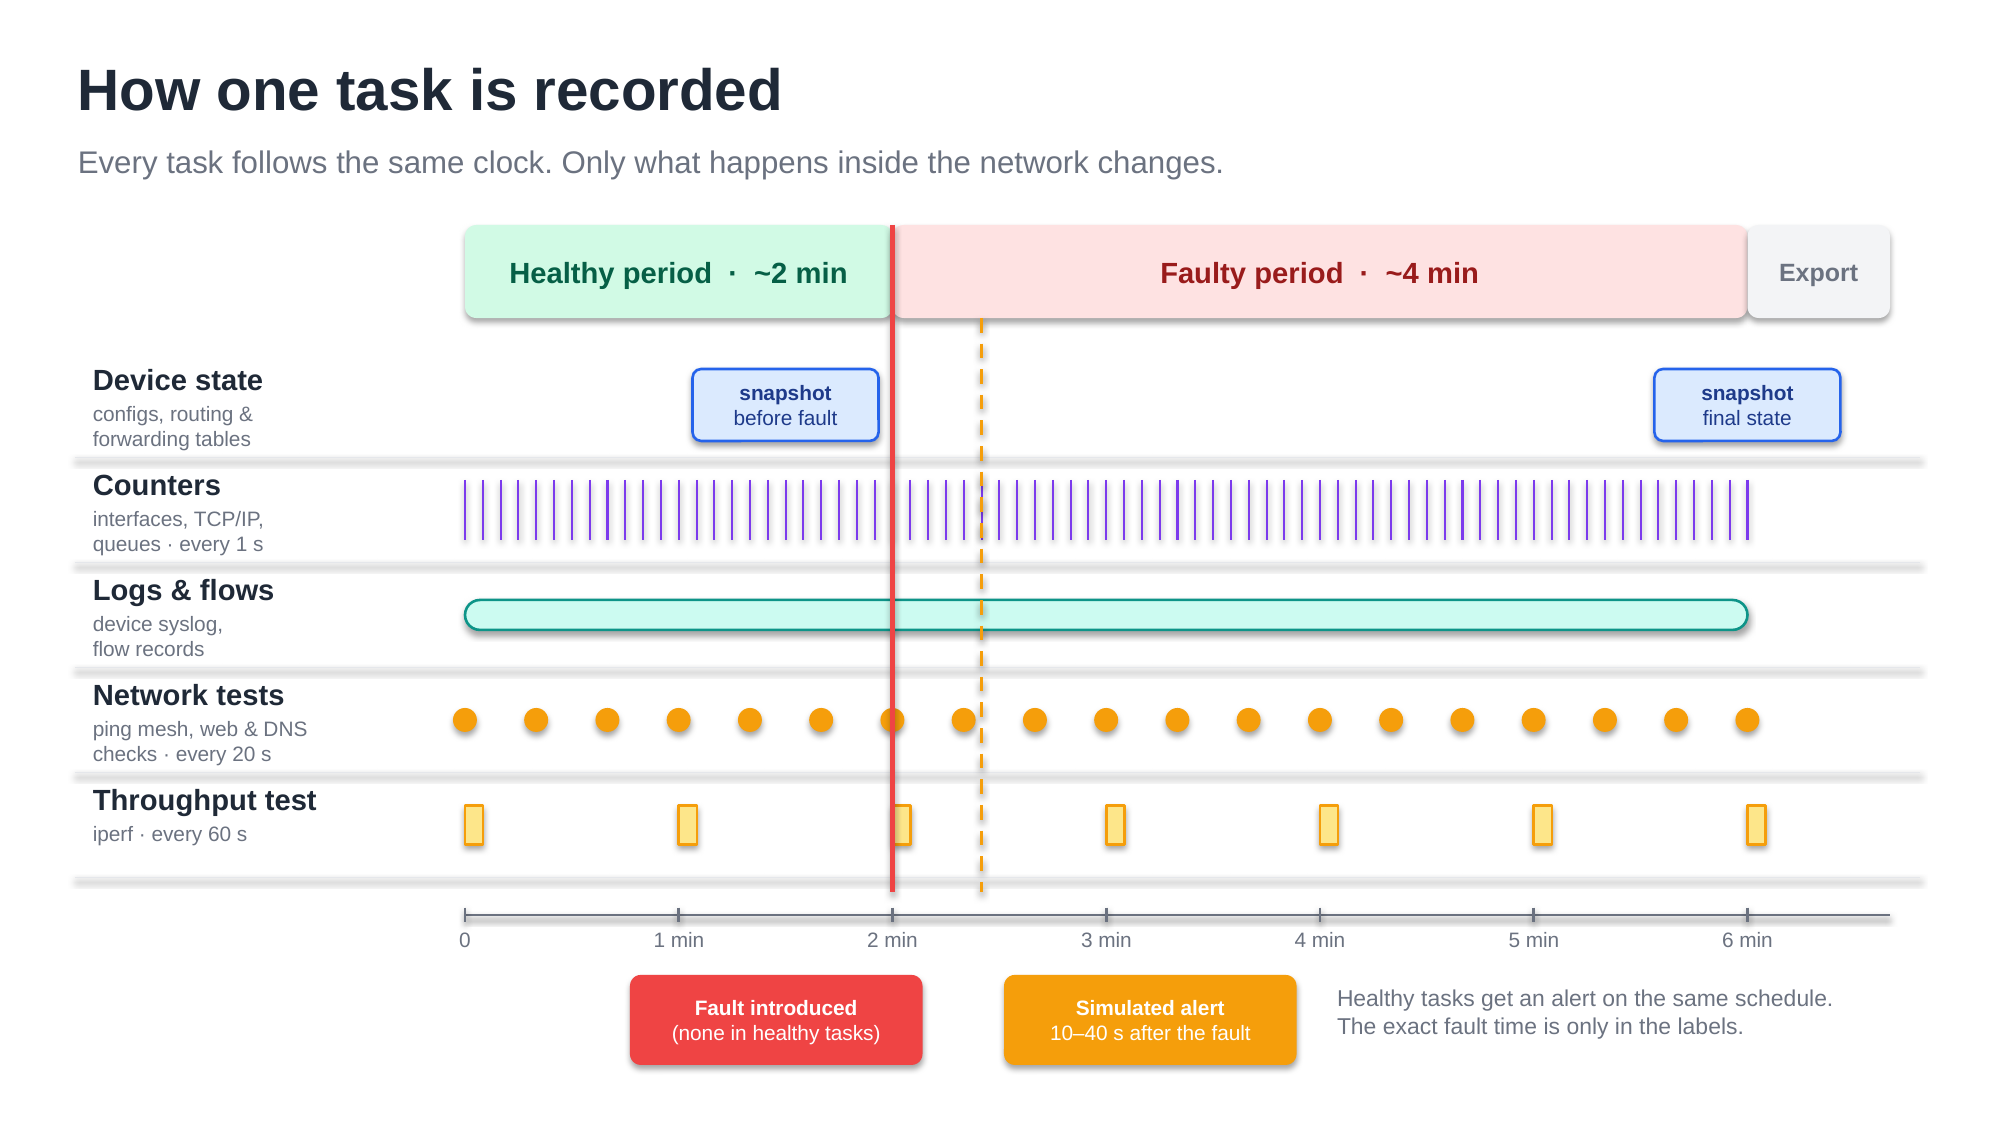 How one task is recorded
Every task follows the same clock. Only what happens inside the network changes.
Healthy period · ~2 min
Faulty period · ~4 min
Export
Device state
configs, routing &
forwarding tables
snapshot
before fault
snapshot
final state
Counters
interfaces, TCP/IP,
queues · every 1 s
Logs & flows
device syslog,
flow records
Network tests
ping mesh, web & DNS
checks · every 20 s
Throughput test
iperf · every 60 s
0
1 min
2 min
3 min
4 min
5 min
6 min
Fault introduced
(none in healthy tasks)
Simulated alert
10–40 s after the fault
Healthy tasks get an alert on the same schedule.
The exact fault time is only in the labels.